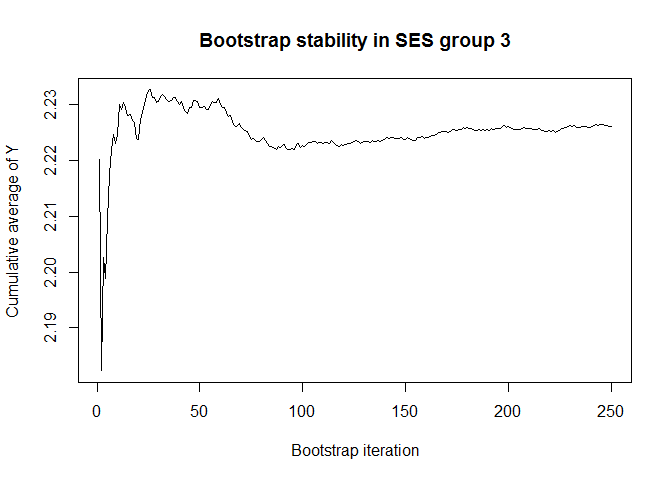 Bootstrap stability in SES group 3
Cumulative average of Y
2.23
2.22
2.21
2.20
2.19
0 50 100 150 200 250
Bootstrap iteration